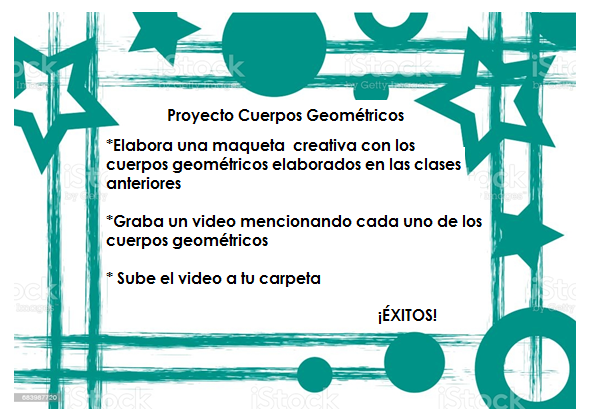 Proyecto Cuerpos Geométricos
*Elabora una maqueta creativa con los
cuerpos geométricos elaborados en las clases
anteriores
*Graba un video mencionando cada uno de los
cuerpos geométricos
* Sube el video a tu carpeta
¡ÉXITOS!